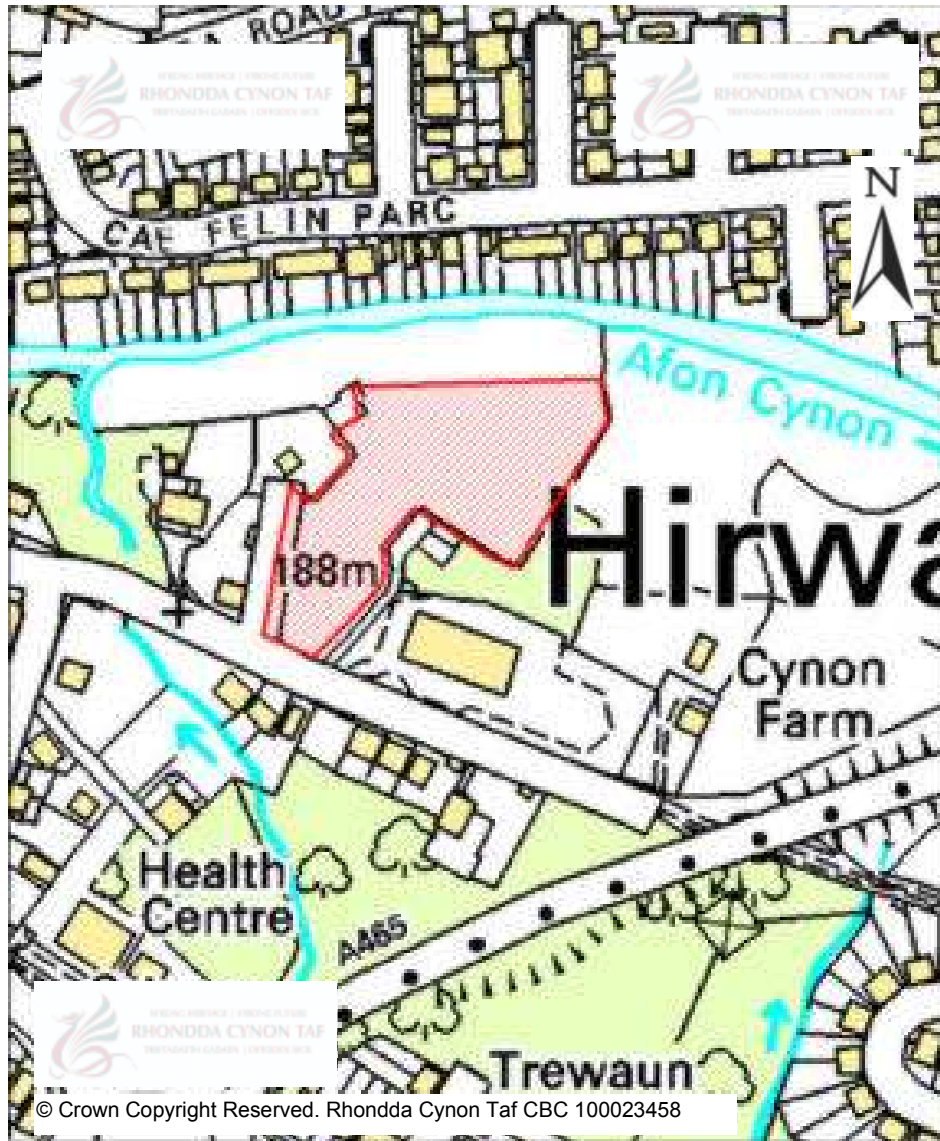 ROAD
RHONDDA CYNON TAF
RHONDDA CYNON TAF
N
CAE FELIN PARC
Afon Cynon
Hirwa
188m
Cynon
Farm
Health
Centre
A465
RHONDDA CYNON TAF
Trewaun
© Crown Copyright Reserved. Rhondda Cynon Taf CBC 100023458